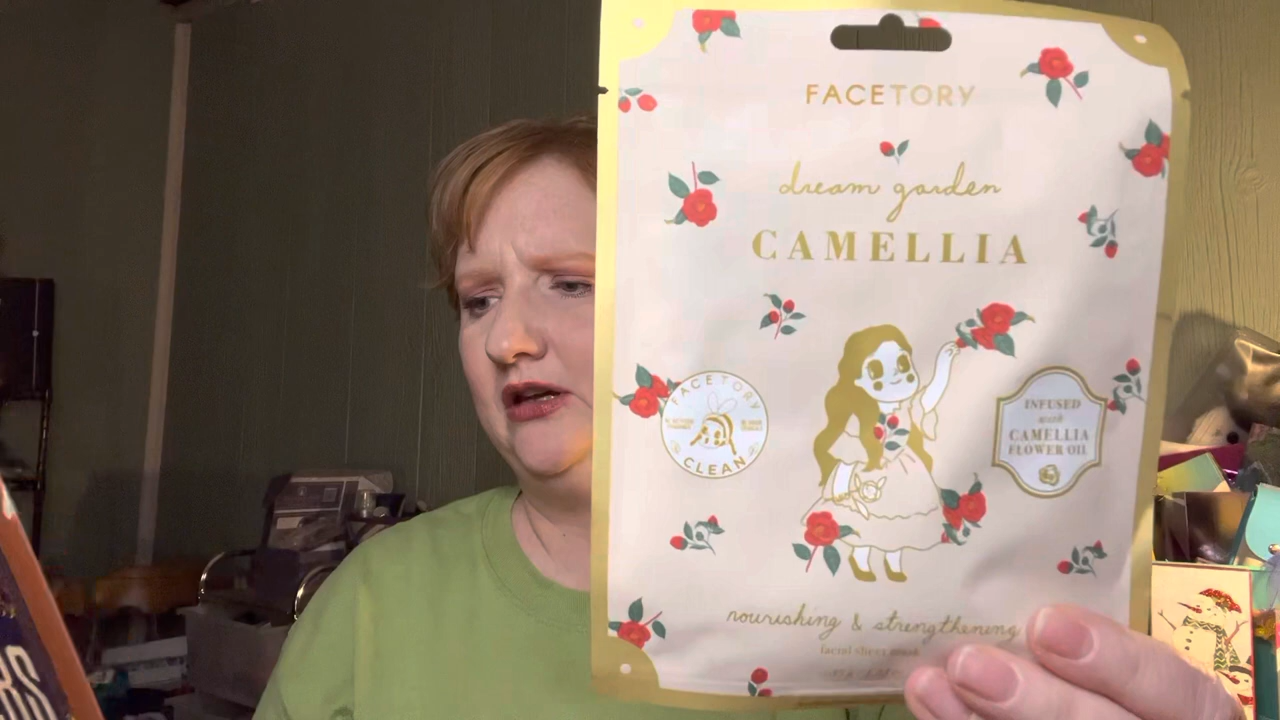 FACETORY
dream garden
CAMELLIA
FACETORY
CLEAN
INFUSED
with
CAMELLIA
FLOWER OIL
nourishing & strengthening
facial sheet mask